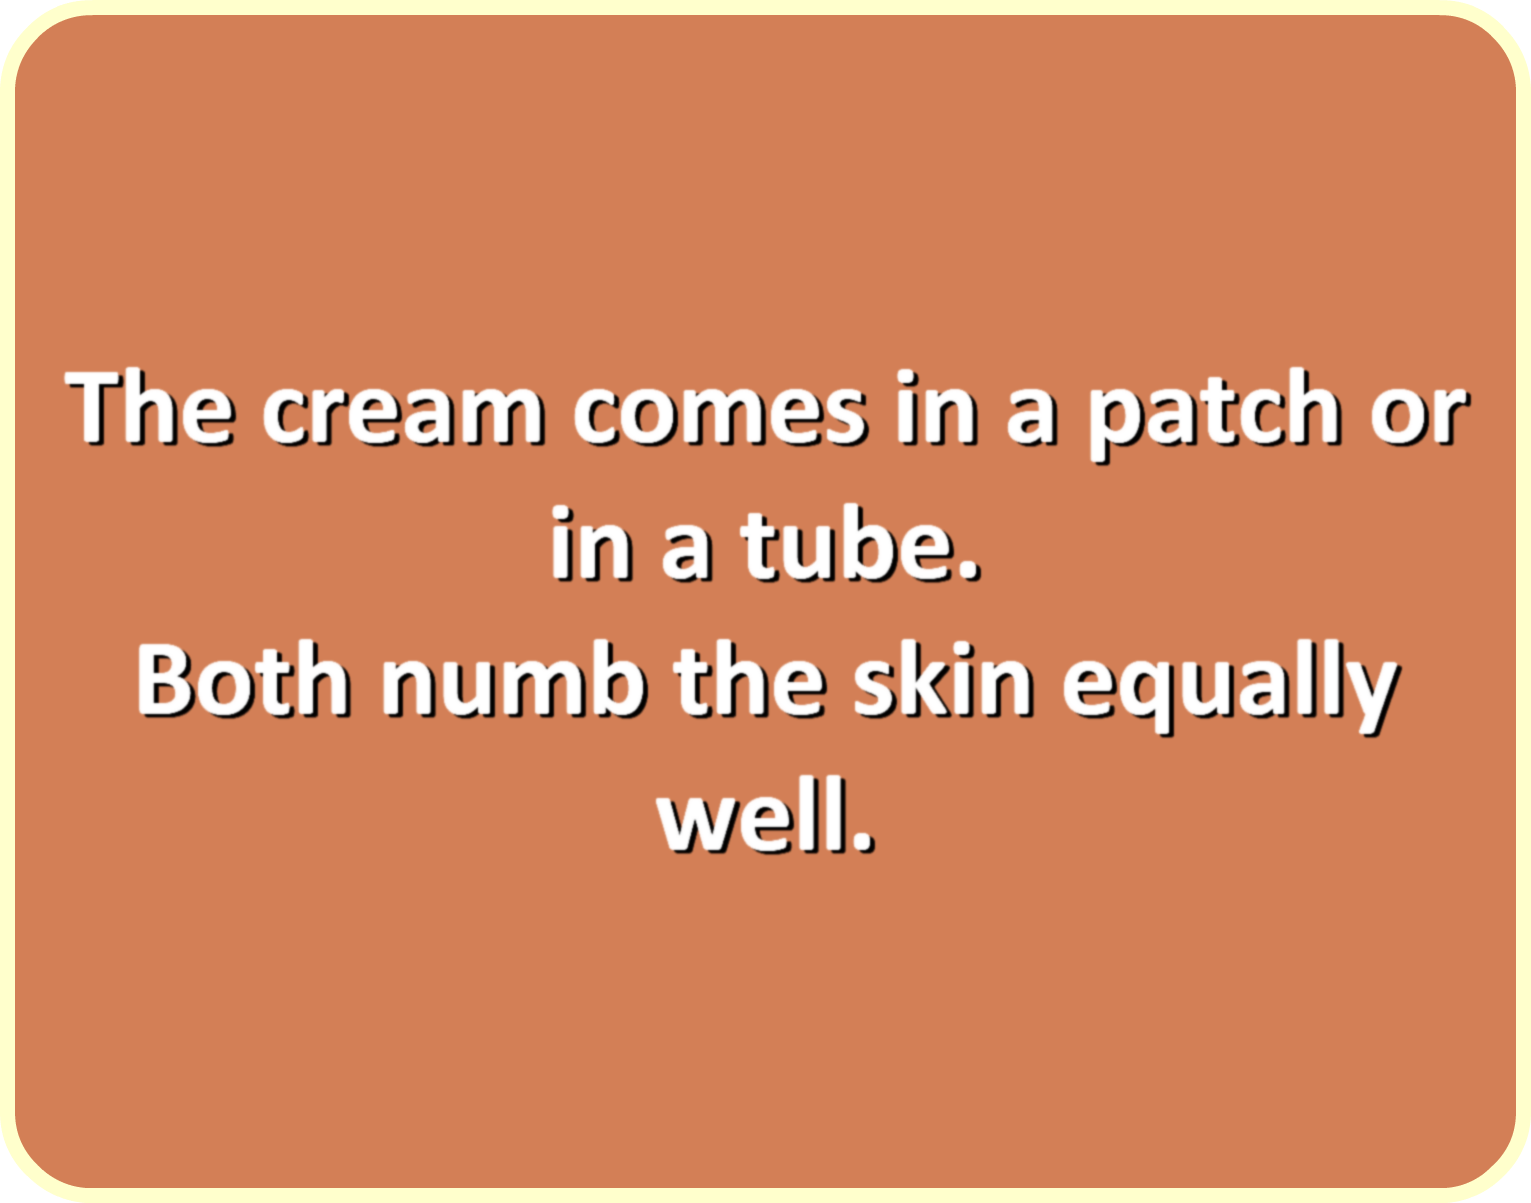 The cream comes in a patch or
in a tube.
Both numb the skin equally
well.